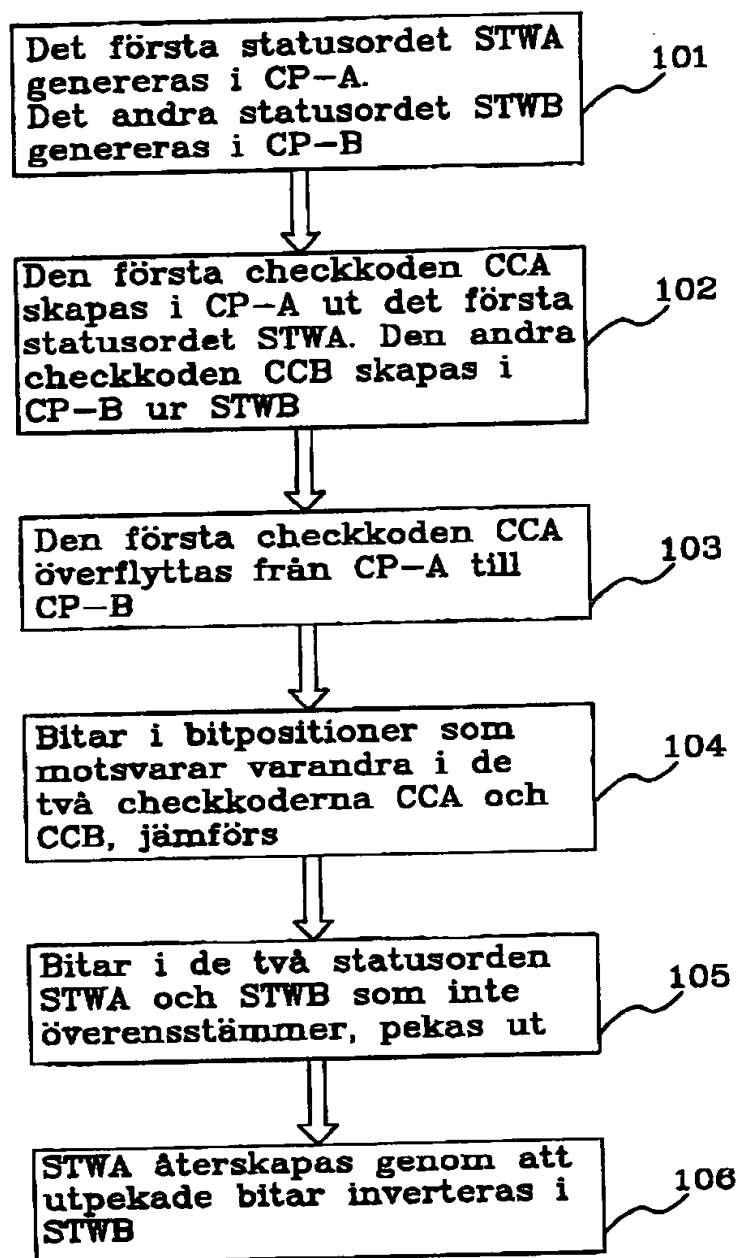 Det första statusordet STWA
genereras i CP-A.
Det andra statusordet STWB
genereras i CP-B
101
Den första checkkoden CCA
skapas i CP-A ut det första
statusordet STWA. Den andra
checkkoden CCB skapas i
CP-B ur STWB
102
Den första checkkoden CCA
överflyttas från CP-A till
CP-B
103
Bitar i bitpositioner som
motsvarar varandra i de
två checkkoderna CCA och
CCB, jämförs
104
Bitar i de två statusorden
STWA och STWB som inte
överensstämmer, pekas ut
105
STWA återskapas genom att
utpekade bitar inverteras i
STWB
106